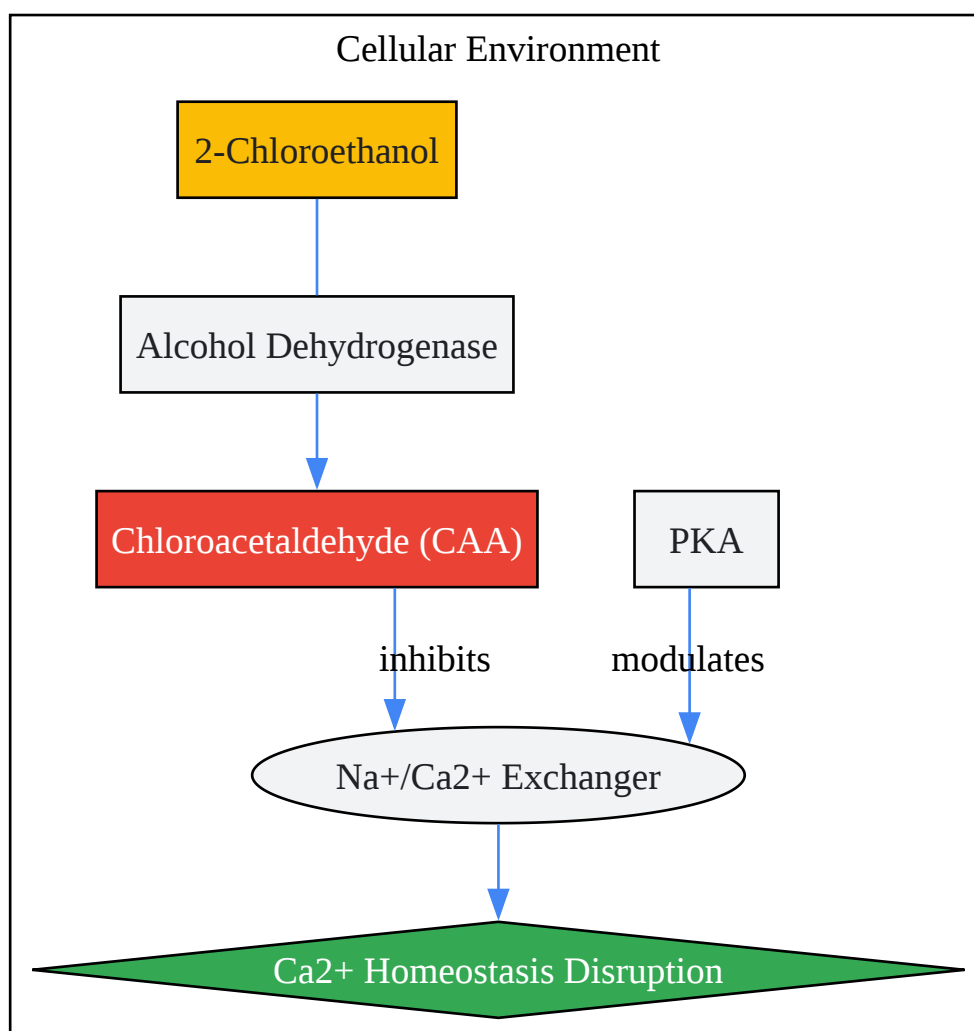 Cellular Environment
2-Chloroethanol
Alcohol Dehydrogenase
Chloroacetaldehyde (CAA)
PKA
inhibits
modulates
Na+/Ca2+ Exchanger
Ca2+ Homeostasis Disruption